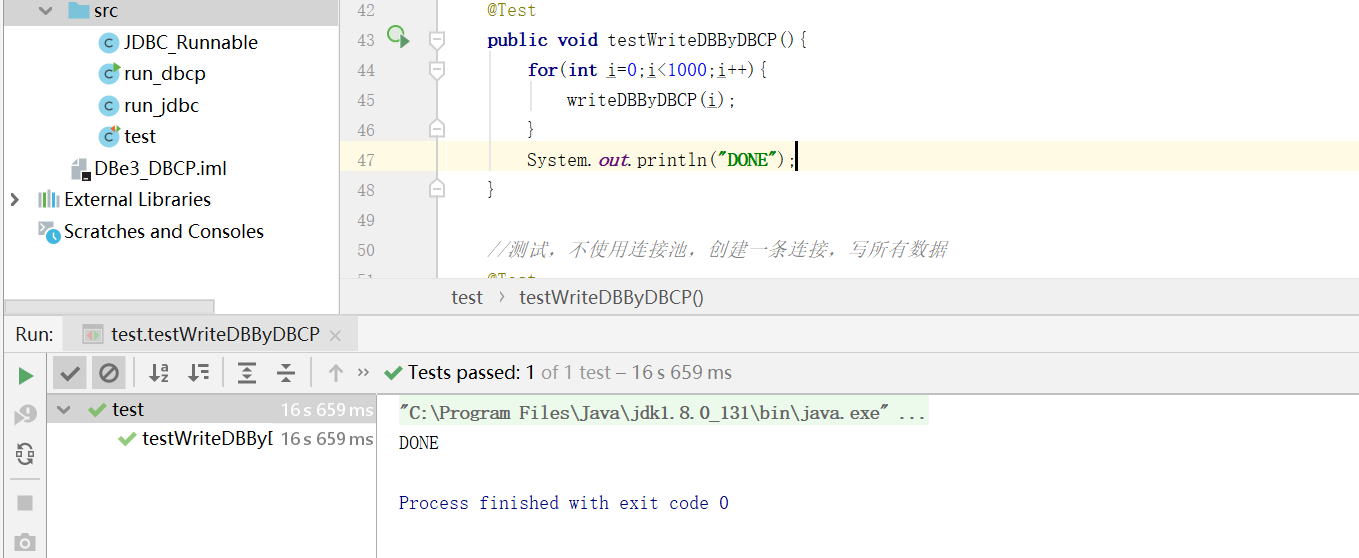 src
JDBC_Runnable
run_dbcp
run_jdbc
test
DBe3_DBCP.iml
External Libraries
Scratches and Consoles
42 @Test
43 public void testWriteDBByDBCP(){
44 for(int i=0;i<1000;i++){
45 writeDBByDBCP(i);
46 }
47 System.out.println("DONE");
48 }
49
50 //测试，不使用连接池，创建一条连接，写所有数据
51 @Test
test › testWriteDBByDBCP()
Run: test.testWriteDBByDBCP
Tests passed: 1 of 1 test – 16 s 659 ms
test 16 s 659 ms
testWriteDBBy[ 16 s 659 ms
"C:\Program Files\Java\jdk1.8.0_131\bin\java.exe" ...
DONE
Process finished with exit code 0